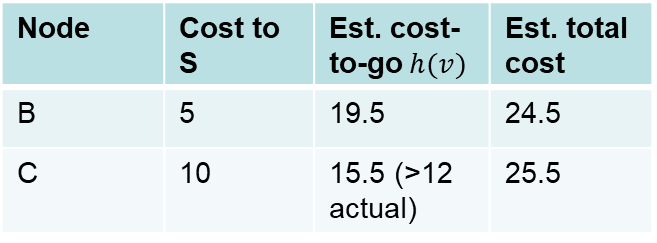 Node Cost to S Est. cost-to-go h(v) Est. total cost
B 5 19.5 24.5
C 10 15.5 (>12 actual) 25.5